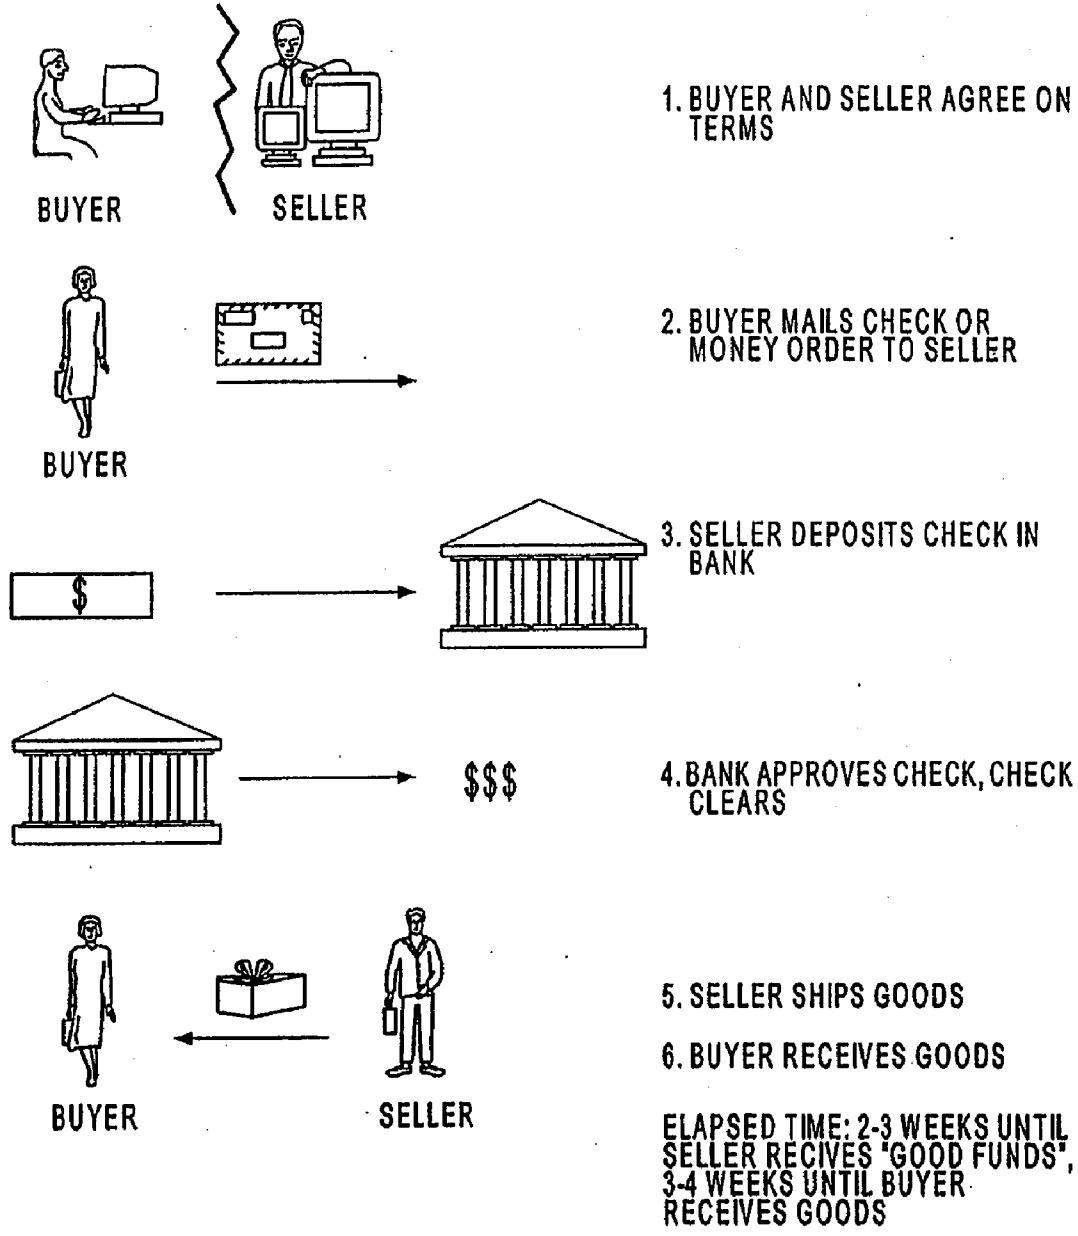 1. BUYER AND SELLER AGREE ON
TERMS
BUYER
SELLER
2. BUYER MAILS CHECK OR
MONEY ORDER TO SELLER
BUYER
3. SELLER DEPOSITS CHECK IN
BANK
$
$$$
4. BANK APPROVES CHECK, CHECK
CLEARS
5. SELLER SHIPS GOODS
6. BUYER RECEIVES GOODS
BUYER
SELLER
ELAPSED TIME: 2-3 WEEKS UNTIL
SELLER RECIVES "GOOD FUNDS",
3-4 WEEKS UNTIL BUYER
RECEIVES GOODS